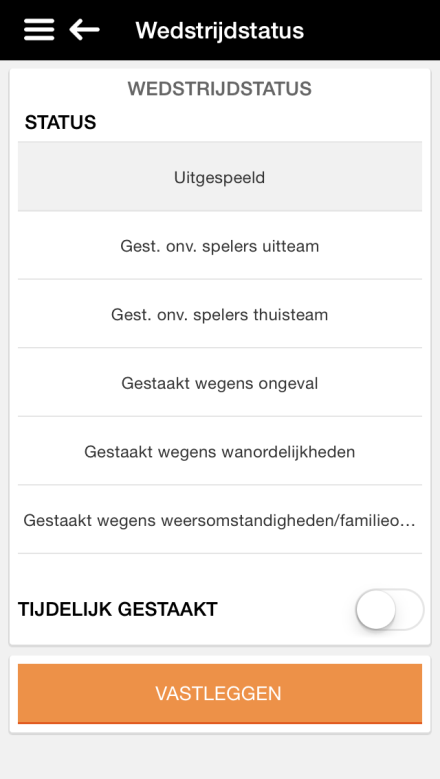 Wedstrijdstatus
WEDSTRIJDSTATUS
STATUS
Uitgespeeld
Gest. onv. spelers uitteam
Gest. onv. spelers thuisteam
Gestaakt wegens ongeval
Gestaakt wegens wanordelijkheden
Gestaakt wegens weersomstandigheden/familieo...
TIJDELIJK GESTAAKT
VASTLEGGEN